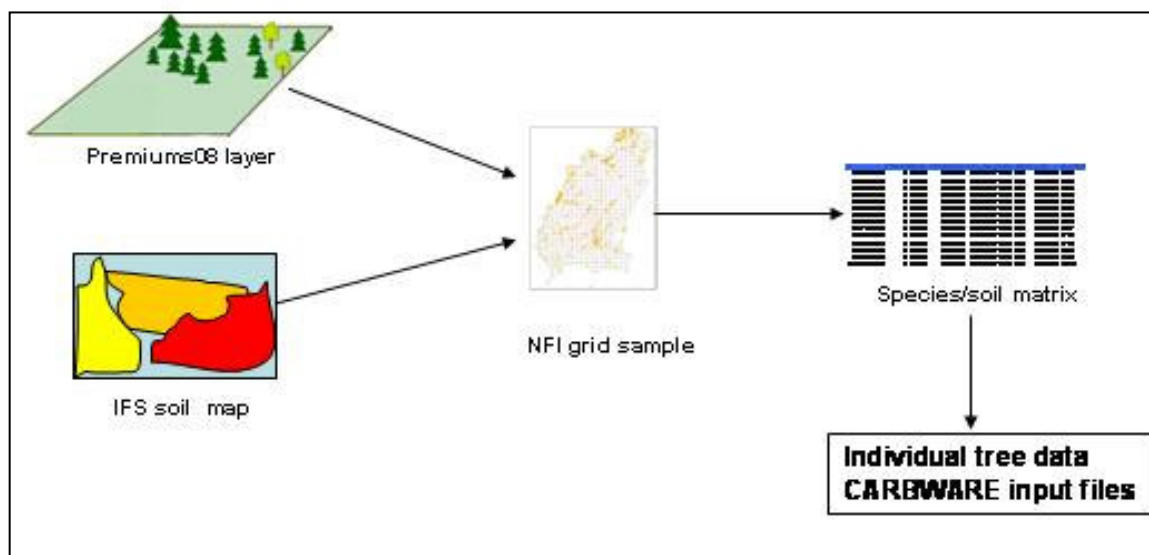 Premiums08 layer
IFS soil map
NFI grid sample
Species/soil matrix
Individual tree data
CARBWARE input files